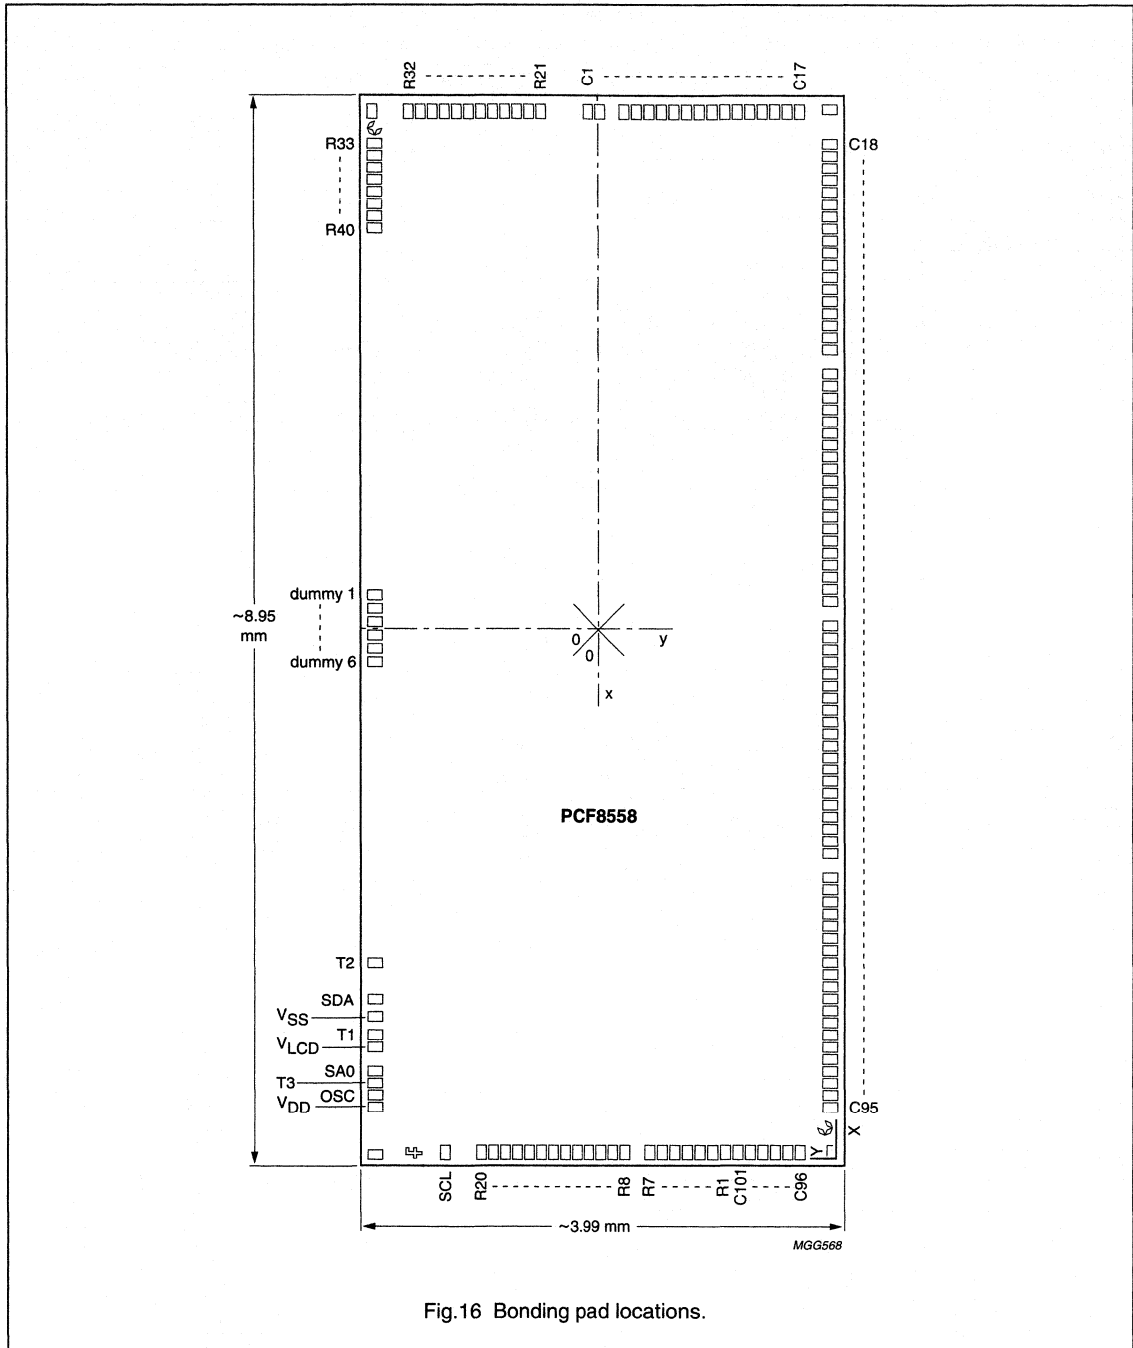 R32 R21 C1 C17
R33 C18
R40
dummy 1
~8.95
mm
0 y
0
dummy 6
x
PCF8558
T2
SDA
VSS
T1
VLCD
SA0
T3
OSC
VDD C95
X
Y
SCL R20 R8 R7 R1 C101 C96
~3.99 mm
MGG568
Fig.16 Bonding pad locations.